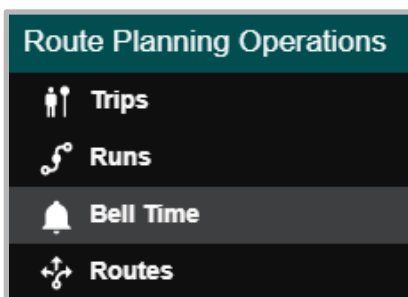 Route Planning Operations
Trips
Runs
Bell Time
Routes